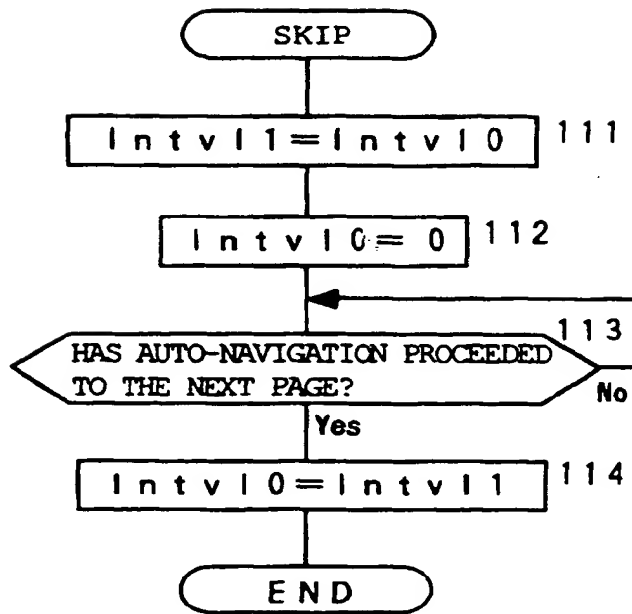 SKIP
Intvl1=Intvl0
111
Intvl0=0
112
113
HAS AUTO-NAVIGATION PROCEEDED
TO THE NEXT PAGE?
No
Yes
Intvl0=Intvl1
114
END